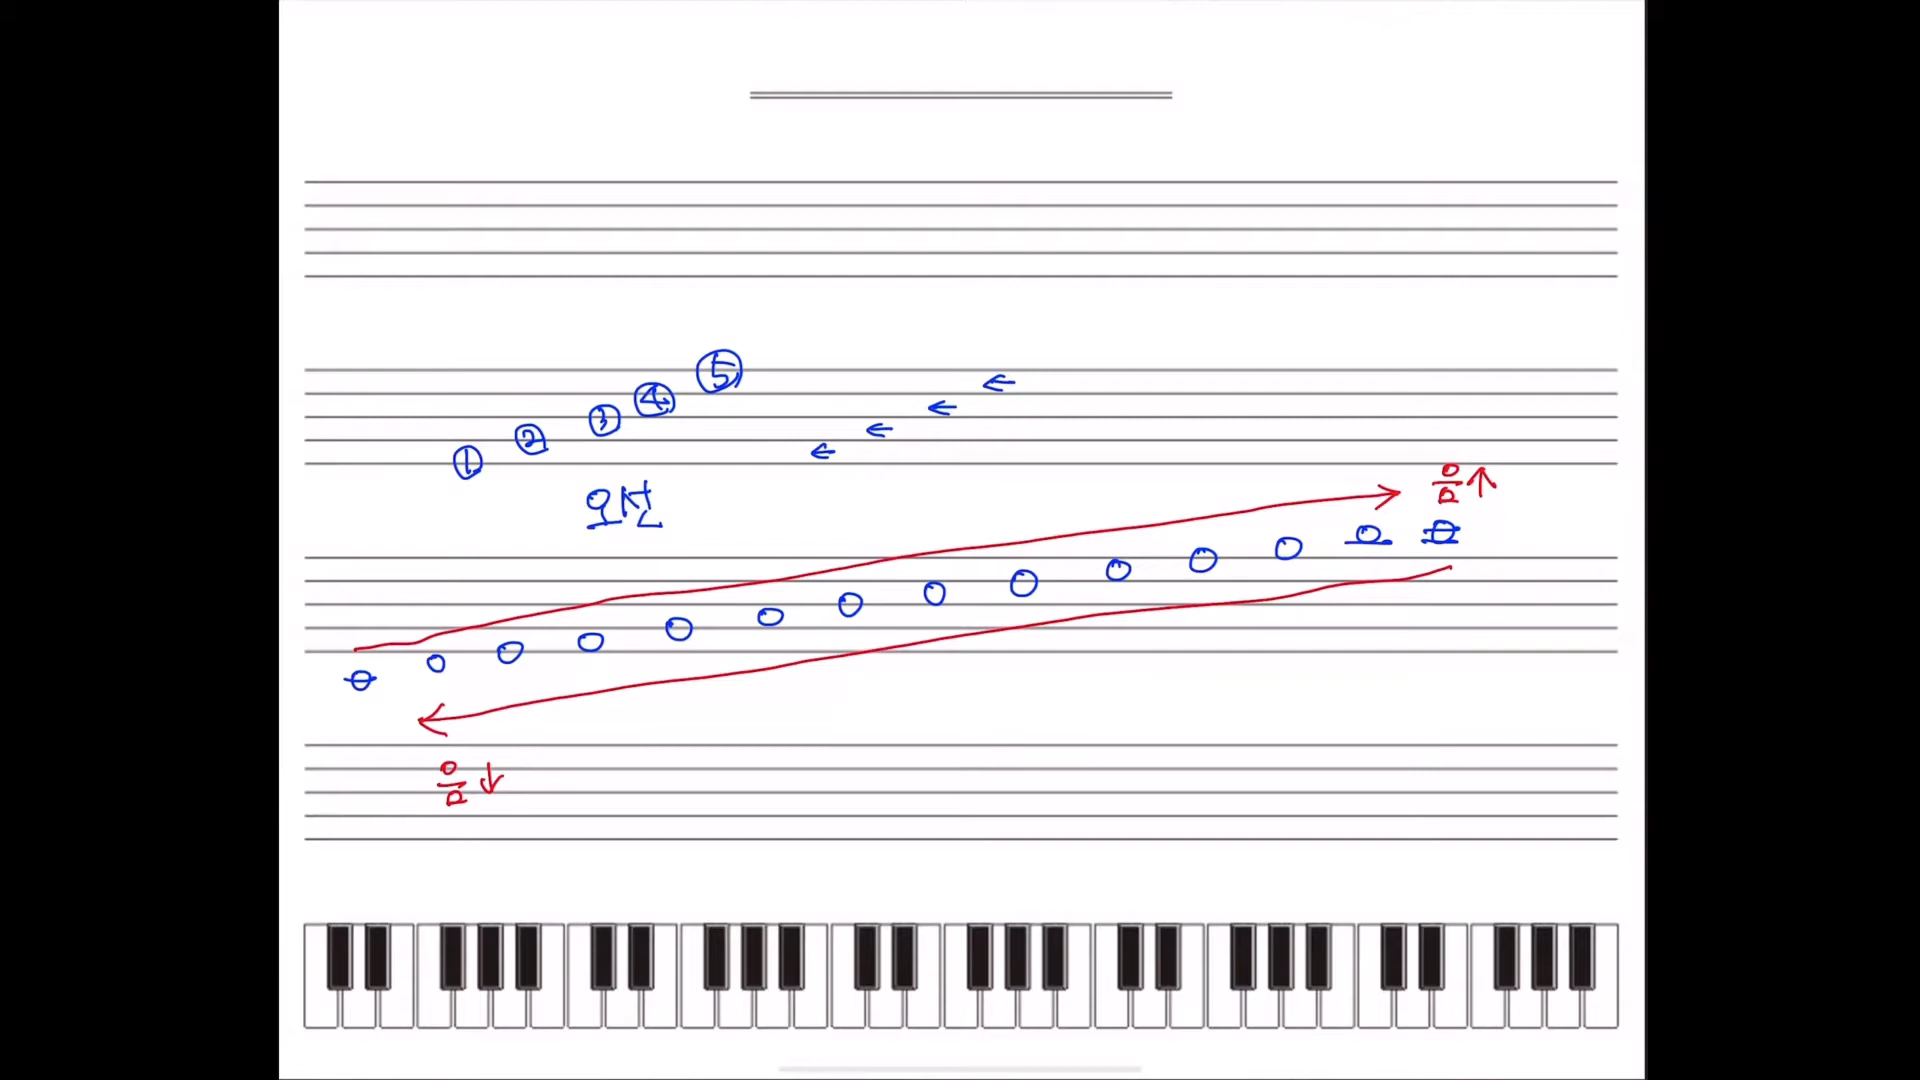 ① ② ③ ④ ⑤
← ← ← ←
오선
음↑
음↓